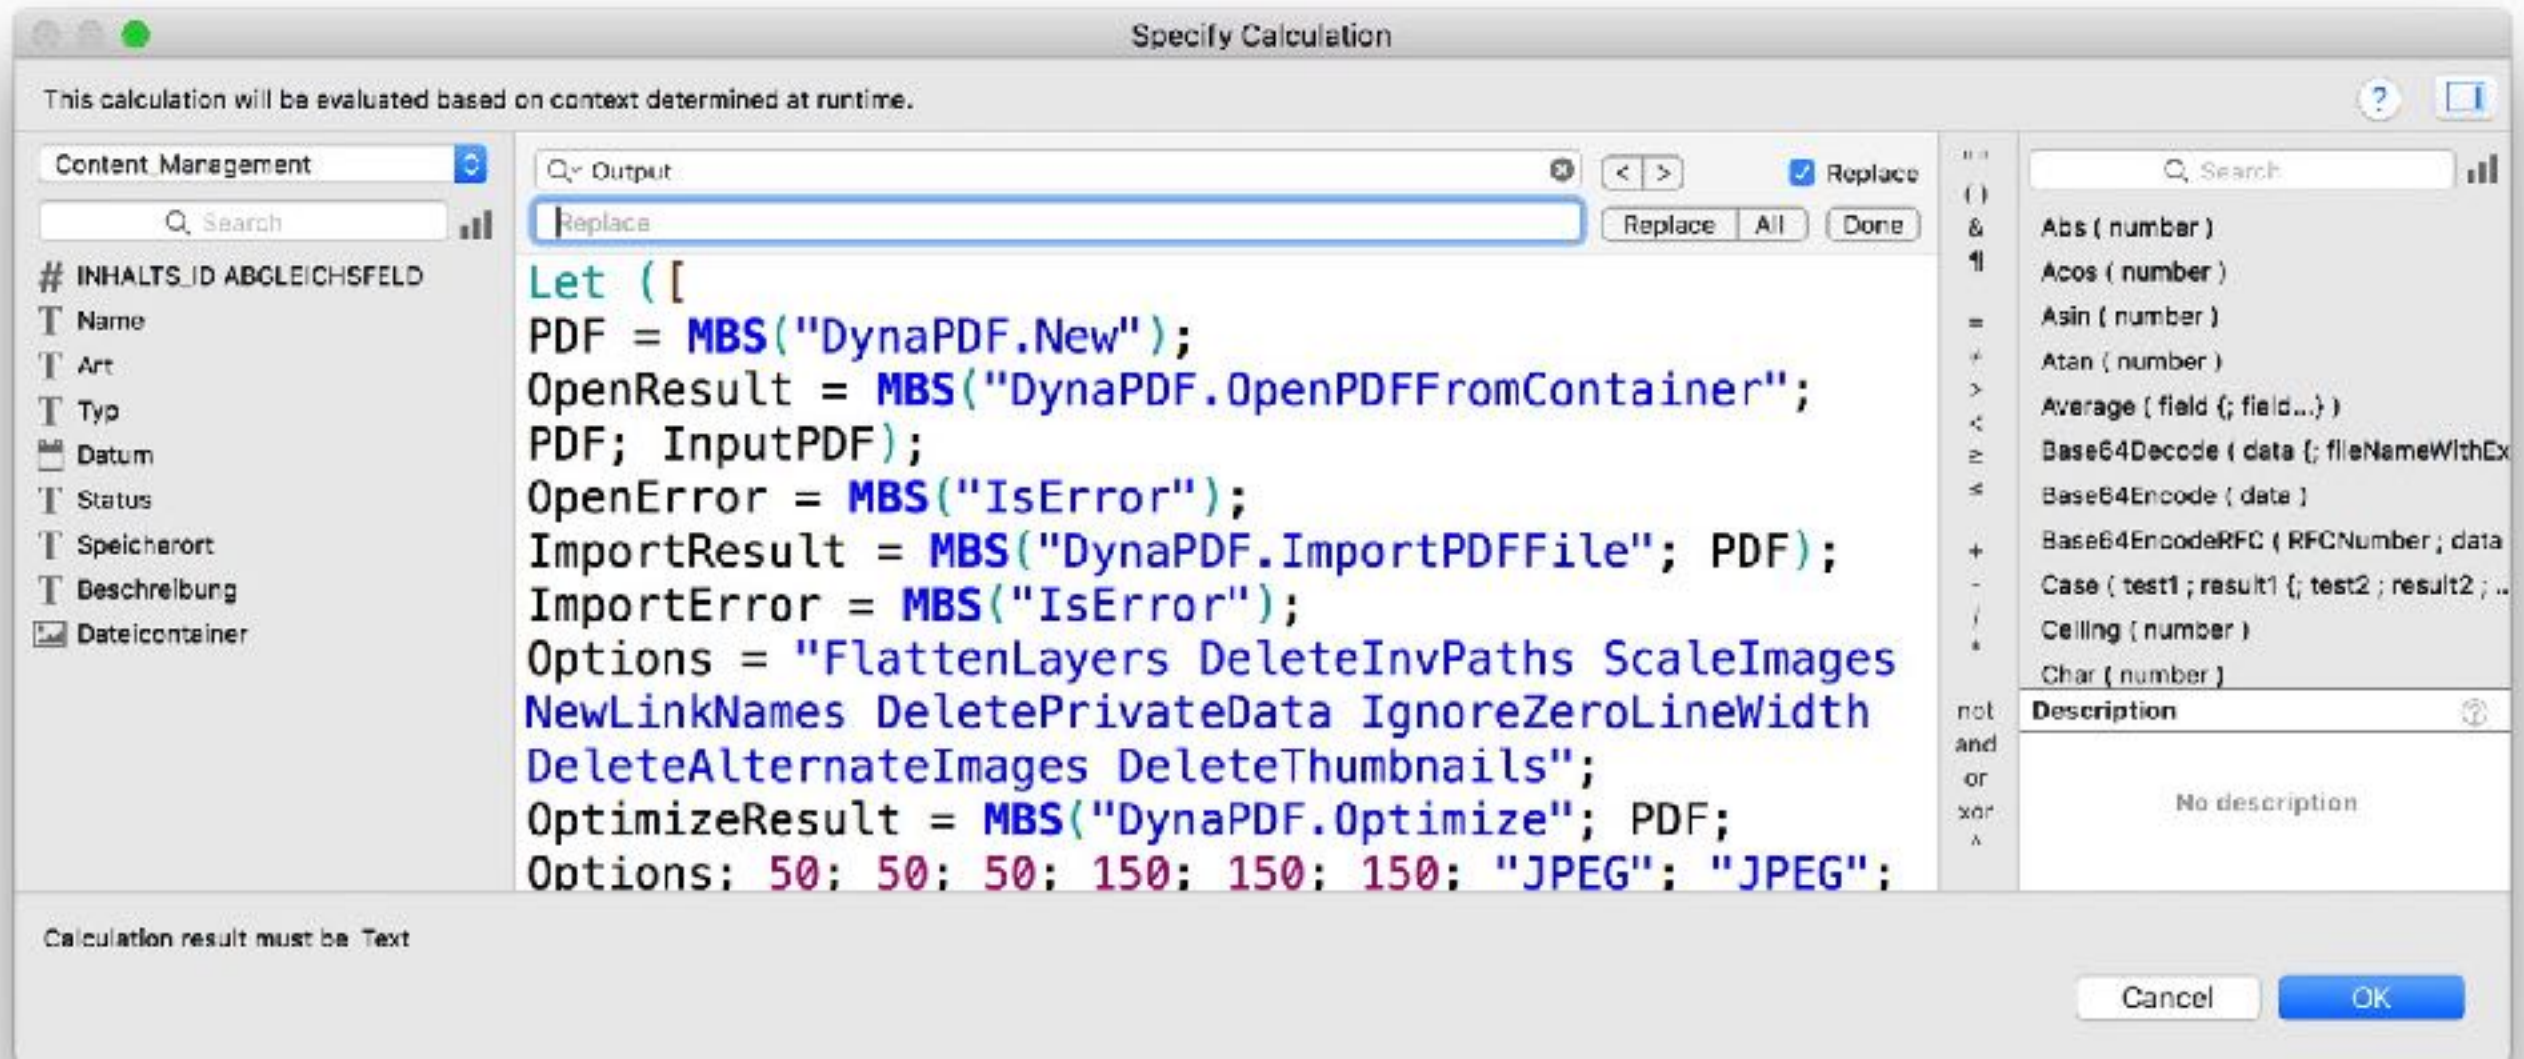 Specify Calculation
This calculation will be evaluated based on context determined at runtime.
?
Content_Management
Search
# INHALTS_ID ABGLEICHSFELD
T Name
T Art
T Typ
Datum
T Status
T Speicherort
T Beschreibung
Dateicontainer
Output
< >
Replace
Replace
Replace All Done
Let ([
PDF = MBS("DynaPDF.New");
OpenResult = MBS("DynaPDF.OpenPDFFromContainer";
PDF; InputPDF);
OpenError = MBS("IsError");
ImportResult = MBS("DynaPDF.ImportPDFFile"; PDF);
ImportError = MBS("IsError");
Options = "FlattenLayers DeleteInvPaths ScaleImages
NewLinkNames DeletePrivateData IgnoreZeroLineWidth
DeleteAlternateImages DeleteThumbnails";
OptimizeResult = MBS("DynaPDF.Optimize"; PDF;
Options; 50; 50; 50; 150; 150; 150; "JPEG"; "JPEG";
" "
( )
&
¶
=
≠
>
<
≥
≤
+
-
/
*
not
and
or
xor
^
Search
Abs ( number )
Acos ( number )
Asin ( number )
Atan ( number )
Average ( field {; field...} )
Base64Decode ( data {; fileNameWithEx
Base64Encode ( data )
Base64EncodeRFC ( RFCNumber ; data
Case ( test1 ; result1 {; test2 ; result2 ; ...
Ceiling ( number )
Char ( number )
Description ?
No description
Calculation result must be Text
Cancel OK